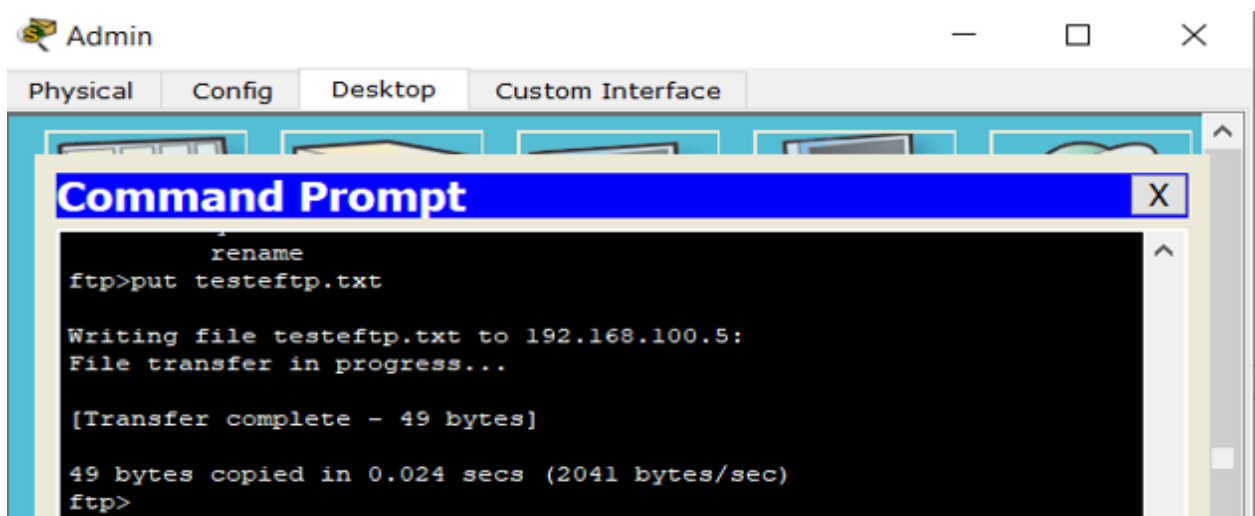 Admin
Physical Config Desktop Custom Interface
Command Prompt X
rename
ftp>put testeftp.txt
Writing file testeftp.txt to 192.168.100.5:
File transfer in progress...
[Transfer complete - 49 bytes]
49 bytes copied in 0.024 secs (2041 bytes/sec)
ftp>